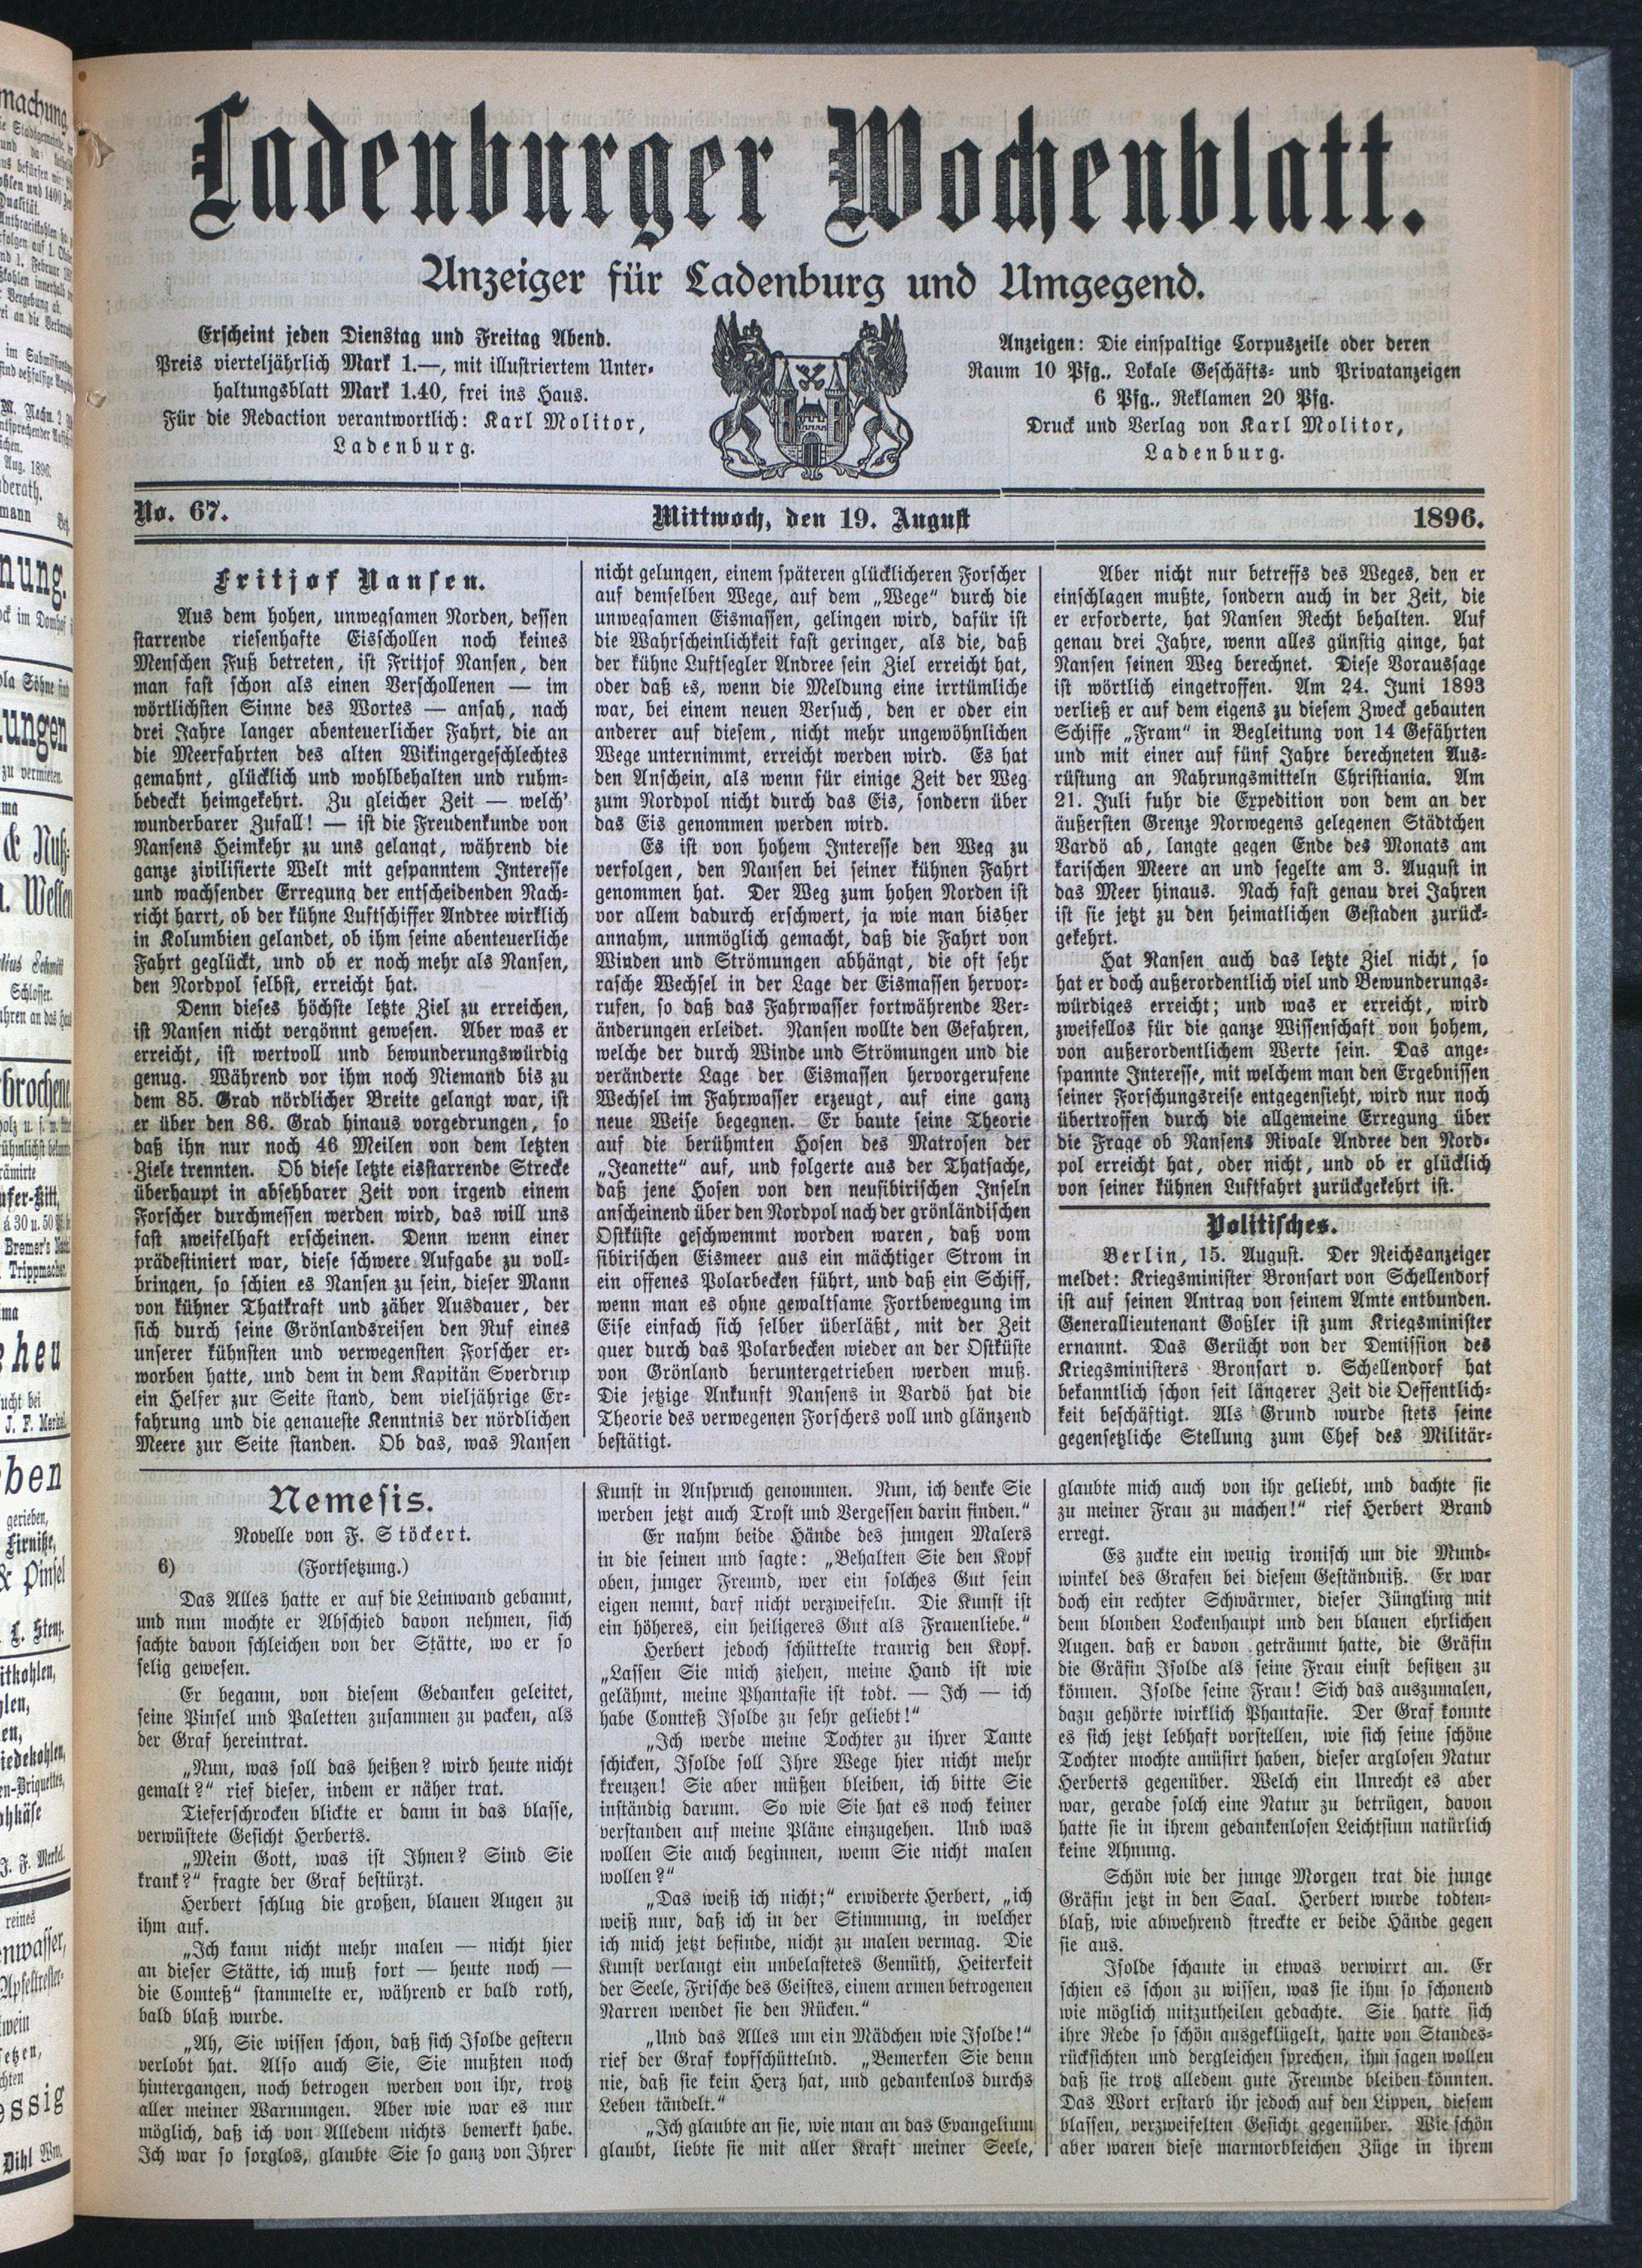 Ladenburger Wochenblatt.
Anzeiger für Ladenburg und Umgegend.
Erscheint jeden Dienstag und Freitag Abend.
Preis vierteljährlich Mark 1.—, mit illustriertem Unter-
haltungsblatt Mark 1.40, frei ins Haus.
Für die Redaction verantwortlich: Karl Molitor,
Ladenburg.
Anzeigen: Die einspaltige Corpuszeile oder deren
Raum 10 Pfg., Lokale Geschäfts- und Privatanzeigen
6 Pfg., Reklamen 20 Pfg.
Druck und Verlag von Karl Molitor,
Ladenburg.
No. 67.
Mittwoch, den 19. August
1896.
Fritjof Nansen.
Aus dem hohen, unwegsamen Norden, dessen
starrende riesenhafte Eisschollen noch keines
Menschen Fuß betreten, ist Fritjof Nansen, den
man fast schon als einen Verschollenen — im
wörtlichsten Sinne des Wortes — ansah, nach
drei Jahre langer abenteuerlicher Fahrt, die an
die Meerfahrten des alten Wikingergeschlechtes
gemahnt, glücklich und wohlbehalten und ruhm-
bedeckt heimgekehrt. Zu gleicher Zeit — welch'
wunderbarer Zufall! — ist die Freudenkunde von
Nansens Heimkehr zu uns gelangt, während die
ganze zivilisierte Welt mit gespanntem Interesse
und wachsender Erregung der entscheidenden Nach-
richt harrt, ob der kühne Luftschiffer Andree wirklich
in Kolumbien gelandet, ob ihm seine abenteuerliche
Fahrt geglückt, und ob er noch mehr als Nansen,
den Nordpol selbst, erreicht hat.
Denn dieses höchste letzte Ziel zu erreichen,
ist Nansen nicht vergönnt gewesen. Aber was er
erreicht, ist wertvoll und bewunderungswürdig
genug. Während vor ihm noch Niemand bis zu
dem 85. Grad nördlicher Breite gelangt war, ist
er über den 86. Grad hinaus vorgedrungen, so
daß ihn nur noch 46 Meilen von dem letzten
Ziele trennten. Ob diese letzte eisstarrende Strecke
überhaupt in absehbarer Zeit von irgend einem
Forscher durchmessen werden wird, das will uns
fast zweifelhaft erscheinen. Denn wenn einer
prädestiniert war, diese schwere Aufgabe zu voll-
bringen, so schien es Nansen zu sein, dieser Mann
von kühner Thatkraft und zäher Ausdauer, der
sich durch seine Grönlandsreisen den Ruf eines
unserer kühnsten und verwegensten Forscher er-
worben hatte, und dem in dem Kapitän Sverdrup
ein Helfer zur Seite stand, dem vieljährige Er-
fahrung und die genaueste Kenntnis der nördlichen
Meere zur Seite standen. Ob das, was Nansen
nicht gelungen, einem späteren glücklicheren Forscher
auf demselben Wege, auf dem „Wege“ durch die
unwegsamen Eismassen, gelingen wird, dafür ist
die Wahrscheinlichkeit fast geringer, als die, daß
der kühne Luftsegler Andree sein Ziel erreicht hat,
oder daß es, wenn die Meldung eine irrtümliche
war, bei einem neuen Versuch, den er oder ein
anderer auf diesem, nicht mehr ungewöhnlichen
Wege unternimmt, erreicht werden wird. Es hat
den Anschein, als wenn für einige Zeit der Weg
zum Nordpol nicht durch das Eis, sondern über
das Eis genommen werden wird.
Es ist von hohem Interesse den Weg zu
verfolgen, den Nansen bei seiner kühnen Fahrt
genommen hat. Der Weg zum hohen Norden ist
vor allem dadurch erschwert, ja wie man bisher
annahm, unmöglich gemacht, daß die Fahrt von
Winden und Strömungen abhängt, die oft sehr
rasche Wechsel in der Lage der Eismassen hervor-
rufen, so daß das Fahrwasser fortwährende Ver-
änderungen erleidet. Nansen wollte den Gefahren,
welche der durch Winde und Strömungen und die
veränderte Lage der Eismassen hervorgerufene
Wechsel im Fahrwasser erzeugt, auf eine ganz
neue Weise begegnen. Er baute seine Theorie
auf die berühmten Hosen des Matrosen der
„Jeanette“ auf, und folgerte aus der Thatsache,
daß jene Hosen von den neusibirischen Inseln
anscheinend über den Nordpol nach der grönländischen
Ostküste geschwemmt worden waren, daß vom
sibirischen Eismeer aus ein mächtiger Strom in
ein offenes Polarbecken führt, und daß ein Schiff,
wenn man es ohne gewaltsame Fortbewegung im
Eise einfach sich selber überläßt, mit der Zeit
quer durch das Polarbecken wieder an der Ostküste
von Grönland heruntergetrieben werden muß.
Die jetzige Ankunft Nansens in Vardö hat die
Theorie des verwegenen Forschers voll und glänzend
bestätigt.
Aber nicht nur betreffs des Weges, den er
einschlagen mußte, sondern auch in der Zeit, die
er erforderte, hat Nansen Recht behalten. Auf
genau drei Jahre, wenn alles günstig ginge, hat
Nansen seinen Weg berechnet. Diese Voraussage
ist wörtlich eingetroffen. Am 24. Juni 1893
verließ er auf dem eigens zu diesem Zweck gebauten
Schiffe „Fram“ in Begleitung von 14 Gefährten
und mit einer auf fünf Jahre berechneten Aus-
rüstung an Nahrungsmitteln Christiania. Am
21. Juli fuhr die Expedition von dem an der
äußersten Grenze Norwegens gelegenen Städtchen
Vardö ab, langte gegen Ende des Monats am
karischen Meere an und segelte am 3. August in
das Meer hinaus. Nach fast genau drei Jahren
ist sie jetzt zu den heimatlichen Gestaden zurück-
gekehrt.
Hat Nansen auch das letzte Ziel nicht, so
hat er doch außerordentlich viel und Bewunderungs-
würdiges erreicht; und was er erreicht, wird
zweifellos für die ganze Wissenschaft von hohem,
von außerordentlichem Werte sein. Das ange-
spannte Interesse, mit welchem man den Ergebnissen
seiner Forschungsreise entgegensieht, wird nur noch
übertroffen durch die allgemeine Erregung über
die Frage ob Nansens Rivale Andree den Nord-
pol erreicht hat, oder nicht, und ob er glücklich
von seiner kühnen Luftfahrt zurückgekehrt ist.
Politisches.
Berlin, 15. August. Der Reichsanzeiger
meldet: Kriegsminister Bronsart von Schellendorf
ist auf seinen Antrag von seinem Amte entbunden.
Generallieutenant Goßler ist zum Kriegsminister
ernannt. Das Gerücht von der Demission des
Kriegsministers Bronsart v. Schellendorf hat
bekanntlich schon seit längerer Zeit die Oeffentlich-
keit beschäftigt. Als Grund wurde stets seine
gegensetzliche Stellung zum Chef des Militär-
Nemesis.
Novelle von F. Stöckert.
6) (Fortsetzung.)
Das Alles hatte er auf die Leinwand gebannt,
und nun mochte er Abschied davon nehmen, sich
sachte davon schleichen von der Stätte, wo er so
selig gewesen.
Er begann, von diesem Gedanken geleitet,
seine Pinsel und Paletten zusammen zu packen, als
der Graf hereintrat.
„Nun, was soll das heißen? wird heute nicht
gemalt?“ rief dieser, indem er näher trat.
Tieferschrocken blickte er dann in das blasse,
verwüstete Gesicht Herberts.
„Mein Gott, was ist Ihnen? Sind Sie
krank?“ fragte der Graf bestürzt.
Herbert schlug die großen, blauen Augen zu
ihm auf.
„Ich kann nicht mehr malen — nicht hier
an dieser Stätte, ich muß fort — heute noch —
die Comteß“ stammelte er, während er bald roth,
bald blaß wurde.
„Ah, Sie wissen schon, daß sich Isolde gestern
verlobt hat. Also auch Sie, Sie mußten noch
hintergangen, noch betrogen werden von ihr, trotz
aller meiner Warnungen. Aber wie war es nur
möglich, daß ich von Alledem nichts bemerkt habe.
Ich war so sorglos, glaubte Sie so ganz von Ihrer
Kunst in Anspruch genommen. Nun, ich denke Sie
werden jetzt auch Trost und Vergessen darin finden.“
Er nahm beide Hände des jungen Malers
in die seinen und sagte: „Behalten Sie den Kopf
oben, junger Freund, wer ein solches Gut sein
eigen nennt, darf nicht verzweifeln. Die Kunst ist
ein höheres, ein heiligeres Gut als Frauenliebe.“
Herbert jedoch schüttelte traurig den Kopf.
„Lassen Sie mich ziehen, meine Hand ist wie
gelähmt, meine Phantasie ist todt. — Ich — ich
habe Comteß Isolde zu sehr geliebt!“
„Ich werde meine Tochter zu ihrer Tante
schicken, Isolde soll Ihre Wege hier nicht mehr
kreuzen! Sie aber müßen bleiben, ich bitte Sie
inständig darum. So wie Sie hat es noch keiner
verstanden auf meine Pläne einzugehen. Und was
wollen Sie auch beginnen, wenn Sie nicht malen
wollen?“
„Das weiß ich nicht;“ erwiderte Herbert, „ich
weiß nur, daß ich in der Stimmung, in welcher
ich mich jetzt befinde, nicht zu malen vermag. Die
Kunst verlangt ein unbelastetes Gemüth, Heiterkeit
der Seele, Frische des Geistes, einem armen betrogenen
Narren wendet sie den Rücken.“
„Und das Alles um ein Mädchen wie Isolde!“
rief der Graf kopfschüttelnd. „Bemerken Sie denn
nie, daß sie kein Herz hat, und gedankenlos durchs
Leben tändelt.“
„Ich glaubte an sie, wie man an das Evangelium
glaubt, liebte sie mit aller Kraft meiner Seele,
glaubte mich auch von ihr geliebt, und dachte sie
zu meiner Frau zu machen!“ rief Herbert Brand
erregt.
Es zuckte ein wenig ironisch um die Mund-
winkel des Grafen bei diesem Geständniß. Er war
doch ein rechter Schwärmer, dieser Jüngling mit
dem blonden Lockenhaupt und den blauen ehrlichen
Augen. daß er davon geträumt hatte, die Gräfin
die Gräfin Isolde als seine Frau einst besitzen zu
können. Isolde seine Frau! Sich das auszumalen,
dazu gehörte wirklich Phantasie. Der Graf konnte
es sich jetzt lebhaft vorstellen, wie sich seine schöne
Tochter mochte amüsirt haben, dieser arglosen Natur
Herberts gegenüber. Welch ein Unrecht es aber
war, gerade solch eine Natur zu betrügen, davon
hatte sie in ihrem gedankenlosen Leichtsinn natürlich
keine Ahnung.
Schön wie der junge Morgen trat die junge
Gräfin jetzt in den Saal. Herbert wurde todten-
blaß, wie abwehrend streckte er beide Hände gegen
sie aus.
Isolde schaute in etwas verwirrt an. Er
schien es schon zu wissen, was sie ihm so schonend
wie möglich mitzutheilen gedachte. Sie hatte sich
ihre Rede so schön ausgeklügelt, hatte von Standes-
rücksichten und dergleichen sprechen, ihm sagen wollen
daß sie trotz alledem gute Freunde bleiben könnten.
Das Wort erstarb ihr jedoch auf den Lippen, diesem
blassen, verzweifelten Gesicht gegenüber. Wie schön
aber waren diese marmorbleichen Züge in ihrem